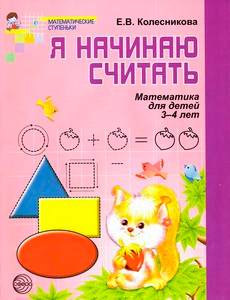 МАТЕМАТИЧЕСКИЕ
СТУПЕНЬКИ
Е.В. Колесникова
Я НАЧИНАЮ
СЧИТАТЬ
Математика
для детей
3–4 лет